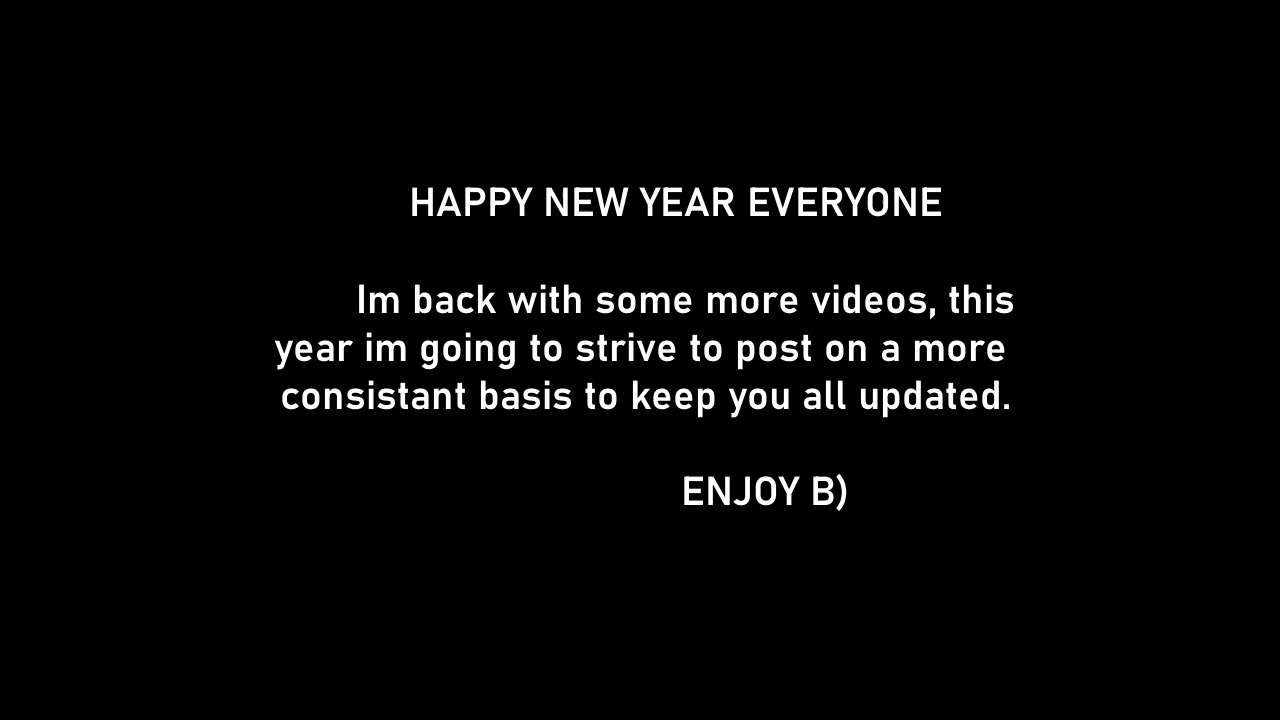 HAPPY NEW YEAR EVERYONE
Im back with some more videos, this
year im going to strive to post on a more
consistant basis to keep you all updated.
ENJOY B)